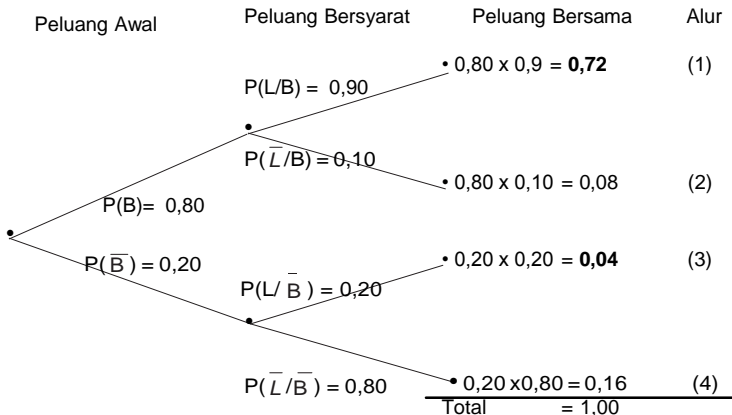 Peluang Awal Peluang Bersyarat Peluang Bersama Alur
• 0,80 x 0,9 = 0,72 (1)
P(L/B) = 0,90
P(L̅/B) = 0,10
• 0,80 x 0,10 = 0,08 (2)
P(B)= 0,80
P(B̅) = 0,20
• 0,20 x 0,20 = 0,04 (3)
P(L/B̅) = 0,20
P(L̅/B̅) = 0,80
• 0,20 x0,80 = 0,16 (4)
Total = 1,00